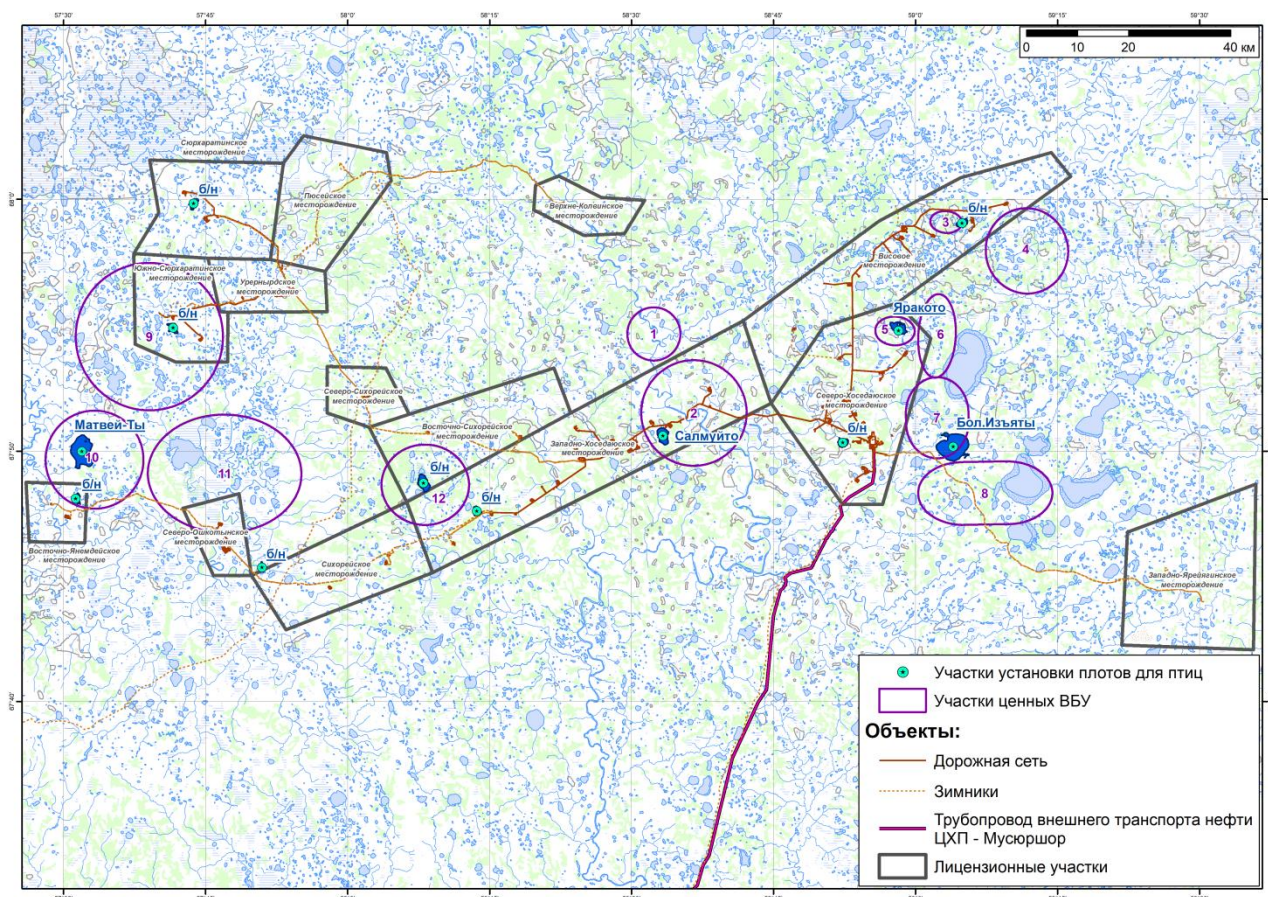 57°30'
57°45'
58°0'
58°15'
58°30'
58°45'
59°0'
59°15'
59°30'
0 10 20 40 км
68°0'
67°50'
67°40'
Сюрхаратинское
месторождение
б/н
Пюсейское
месторождение
Верхне-Колвинское
месторождение
б/н
3
4
Висовое
месторождение
Южно-Сюрхаратинское
месторождение
Урернырдское
месторождение
б/н
9
1
Яракото
5
6
Северо-Сихорейское
месторождение
2
Северо-Хоседаюское
месторождение
7
Матвей-Ты
10
б/н
11
Восточно-Сихорейское
месторождение
Западно-Хоседаюское
месторождение
Салмуито
б/н
Бол.Изъяты
б/н
12
б/н
8
Восточно-Янемдейское
месторождение
Северо-Ошкотынское
месторождение
б/н
Сихорейское
месторождение
Западно-Ярейягинское
месторождение
Участки установки плотов для птиц
Участки ценных ВБУ
Объекты:
Дорожная сеть
Зимники
Трубопровод внешнего транспорта нефти
ЦХП - Мусюршор
Лицензионные участки